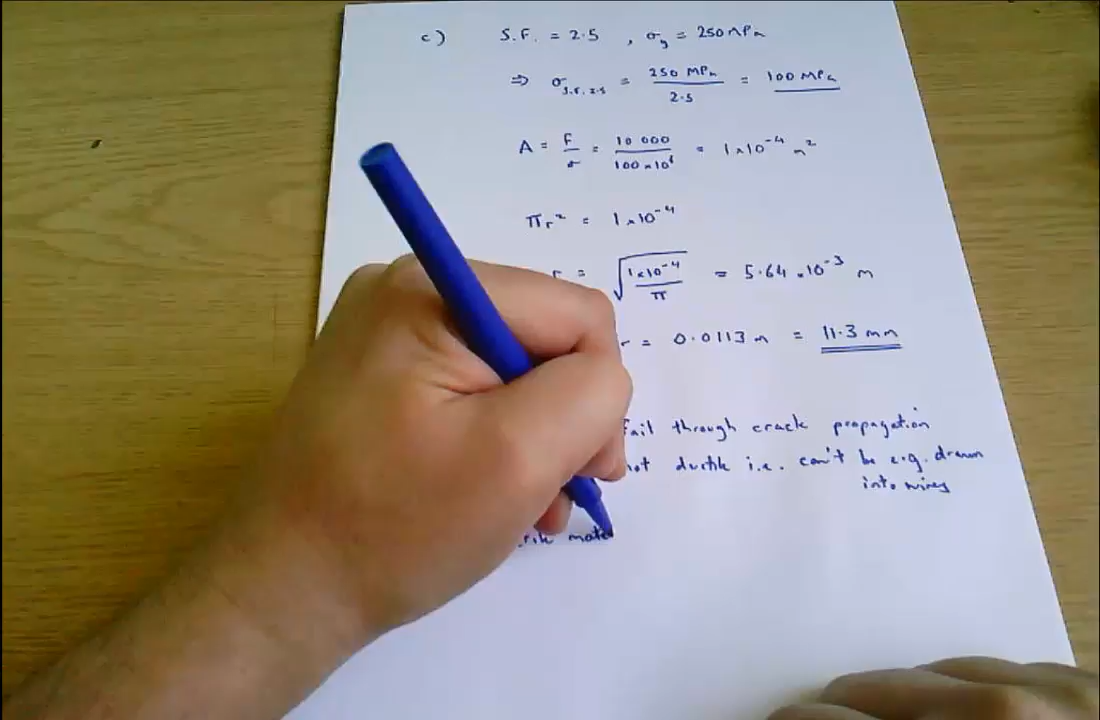 c) S.F. = 2.5 , σy = 250 MPa
⇒ σS.F. 2.5 = 250 MPa / 2.5 = 100 MPa
A = F/σ = 10 000 / 100 × 10⁶ = 1 × 10⁻⁴ m²
πr² = 1 × 10⁻⁴
r = √(1 × 10⁻⁴ / π) = 5.64 × 10⁻³ m
r = 0.0113 m = 11.3 mm
fail through crack propagation
not ductile i.e. can't be e.g. drawn
into wires